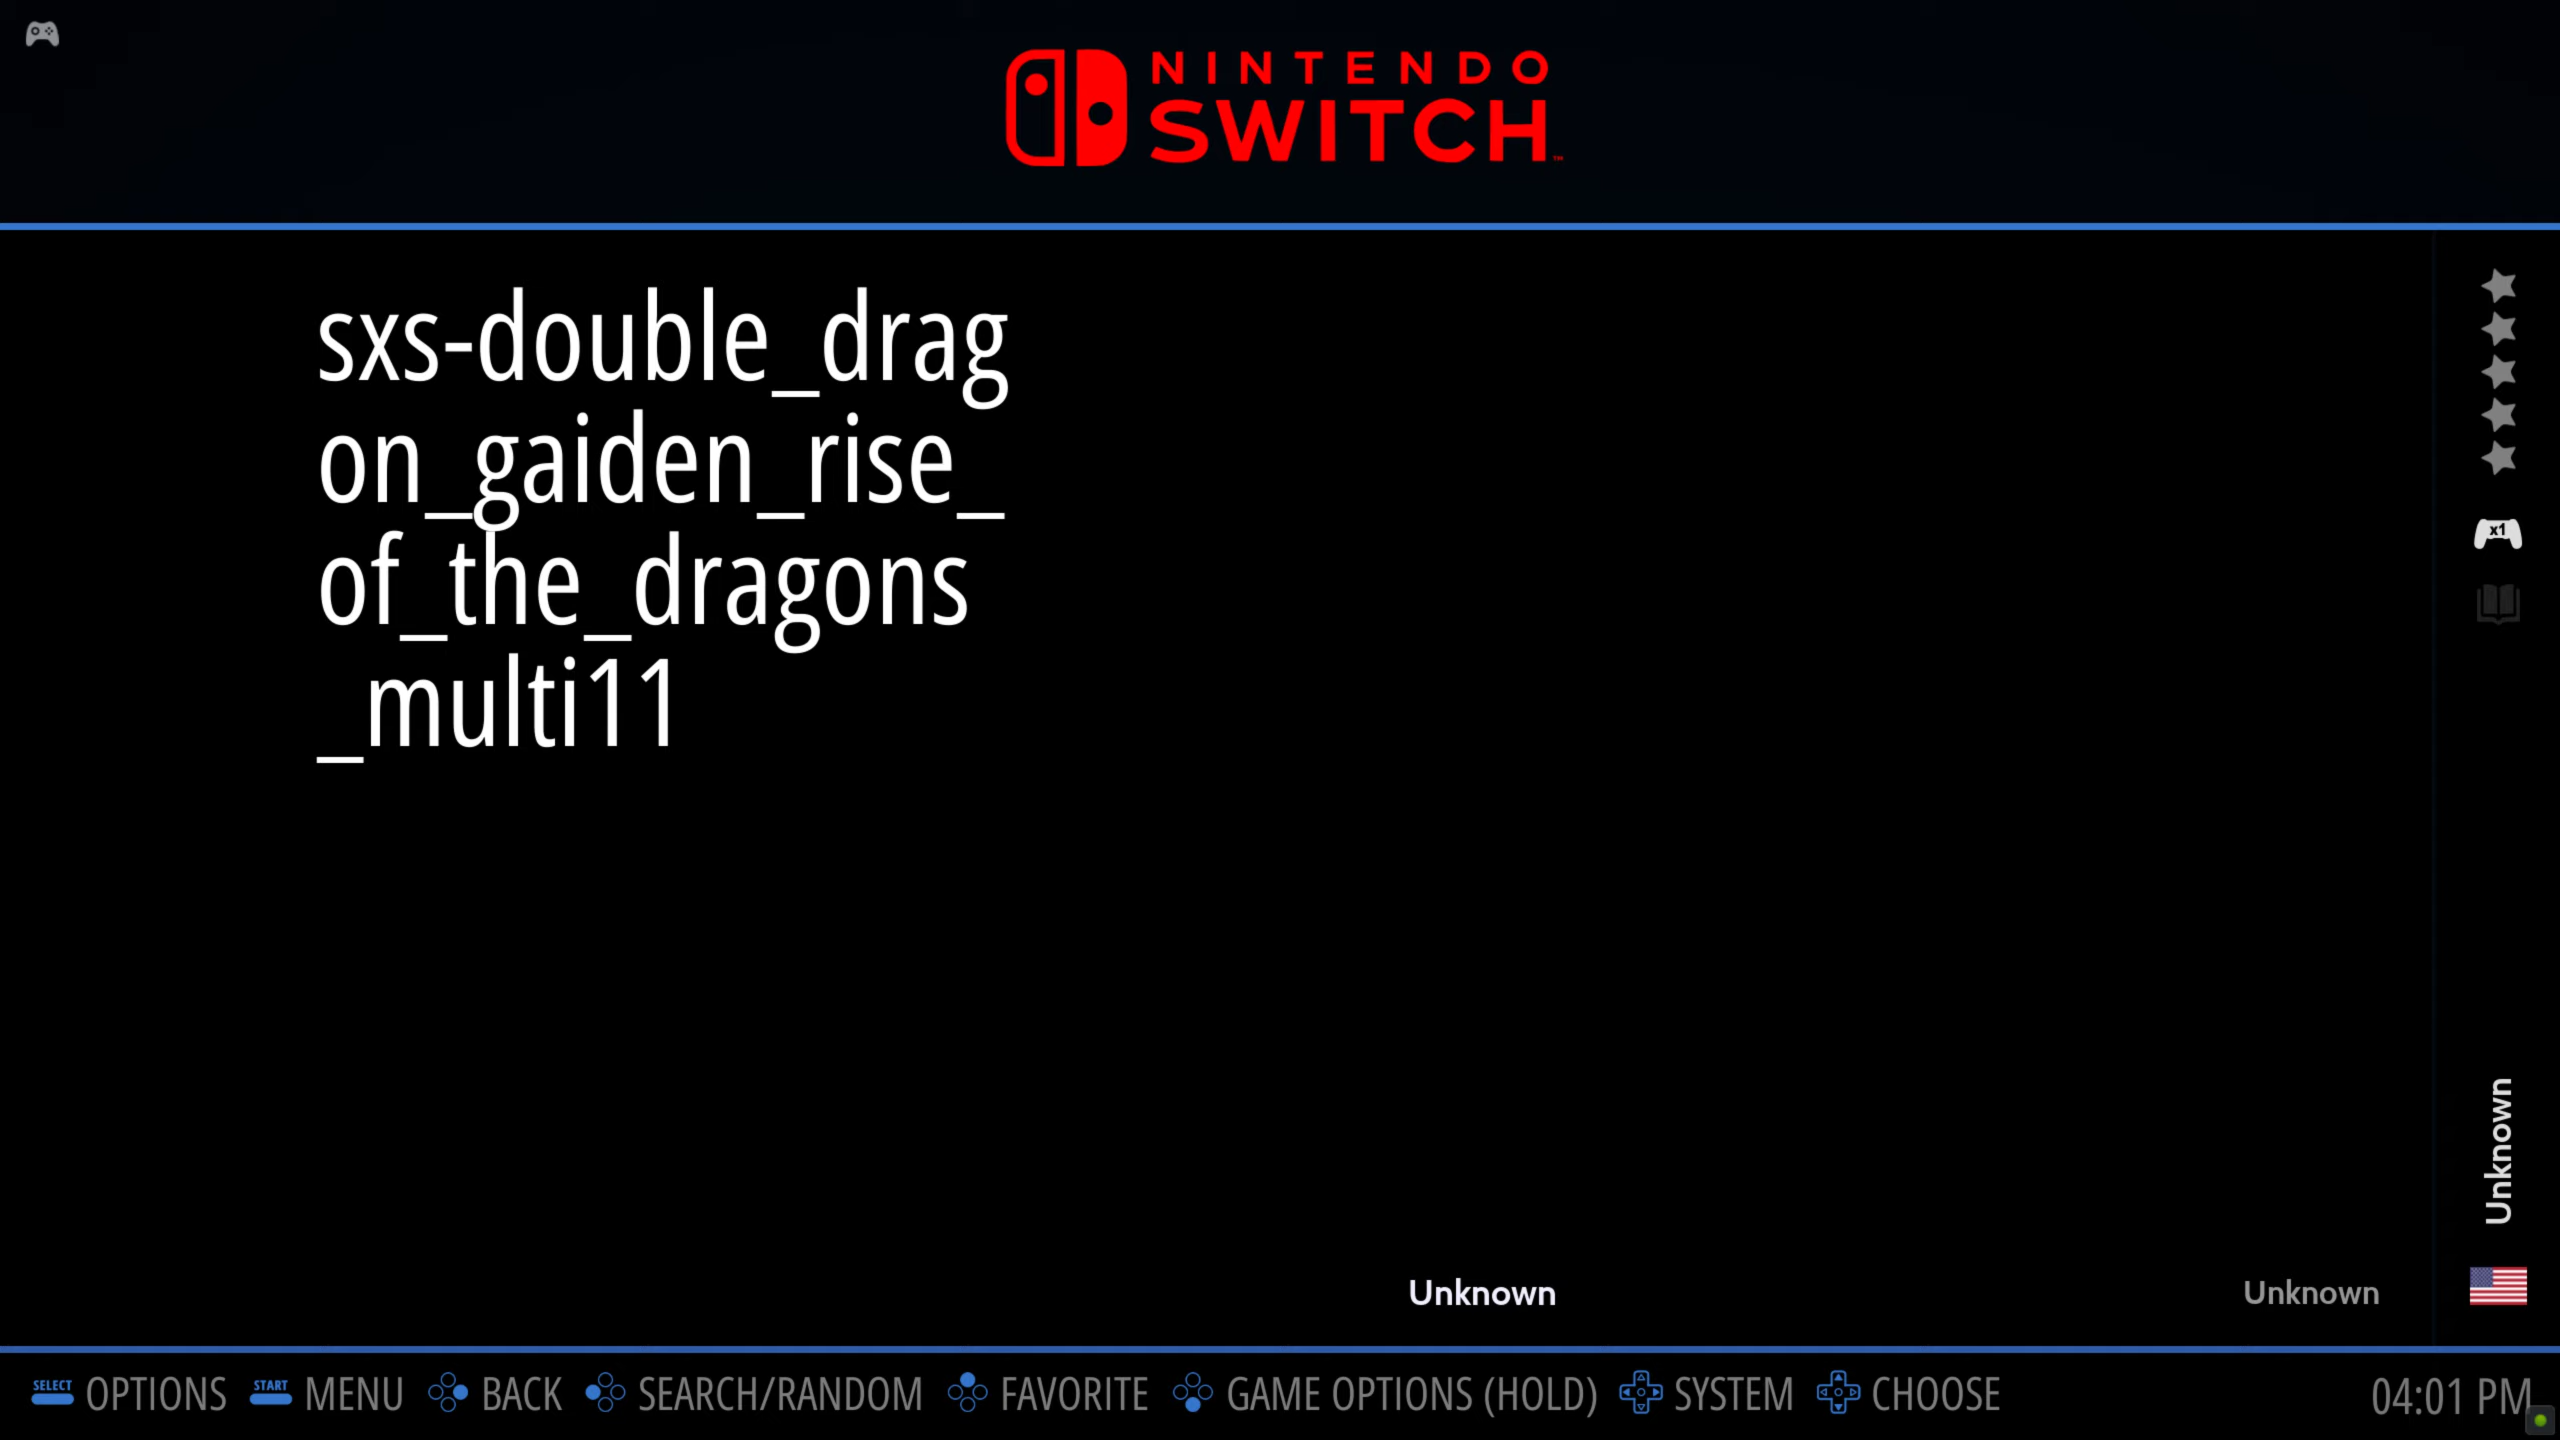 NINTENDO
SWITCH™
sxs-double_drag
on_gaiden_rise_
of_the_dragons
_multi11
x1
Unknown
Unknown
Unknown
SELECT OPTIONS START MENU BACK SEARCH/RANDOM FAVORITE GAME OPTIONS (HOLD) SYSTEM CHOOSE 04:01 PM